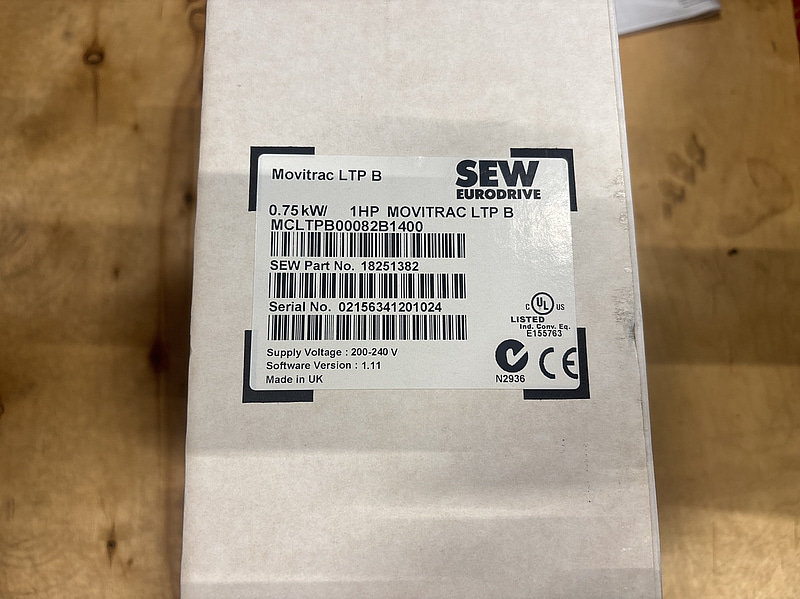 Movitrac LTP B
SEW
EURODRIVE
0.75 kW/ 1HP MOVITRAC LTP B
MCLTPB00082B1400
SEW Part No. 18251382
Serial No. 02156341201024
Supply Voltage : 200-240 V
Software Version : 1.11
Made in UK
C UL US
LISTED
Ind. Conv. Eq.
E155763
N2936
CE